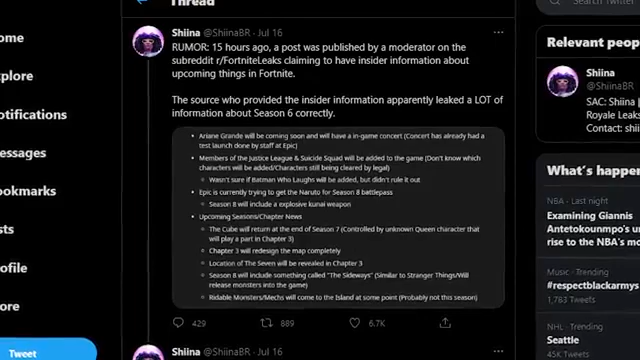 Thread
Search Twitter
ome
xplore
otifications
essages
ookmarks
sts
ofile
ore
Tweet
Shiina @ShiinaBR · Jul 16
RUMOR: 15 hours ago, a post was published by a moderator on the
subreddit r/FortniteLeaks claiming to have insider information about
upcoming things in Fortnite.
The source who provided the insider information apparently leaked a LOT of
information about Season 6 correctly.
• Ariane Grande will be coming soon and will have a in-game concert (Concert has already had a
test launch done by staff at Epic)
• Members of the Justice League & Suicide Squad will be added to the game (Don't know which
characters will be added/Characters still being cleared by legal)
Wasn't sure if Batman Who Laughs will be added, but didn't rule it out
• Epic is currently trying to get the Naruto for Season 8 battlepass
Season 8 will include a explosive kunai weapon
• Upcoming Seasons/Chapter News
The Cube will return at the end of Season 7 (Controlled by unknown Queen character that
will play a part in Chapter 3)
Chapter 3 will redesign the map completely
Location of The Seven will be revealed in Chapter 3
Season 8 will include something called "The Sideways" (Similar to Stranger Things/Will
release monsters into the game)
Ridable Monsters/Mechs will come to the Island at some point (Probably not this season)
429 889 6.7K
Shiina @ShiinaBR · Jul 16
Relevant peop
Shiina
@ShiinaBR
SAC: Shiina |
Royale Leaks
Contact: shi
What's happen
NBA · Last night
Examining Giannis
Antetokounmpo's u
rise to the NBA's mo
Music · Trending
#respectblackarmys
1,783 Tweets
NHL · Trending
Seattle